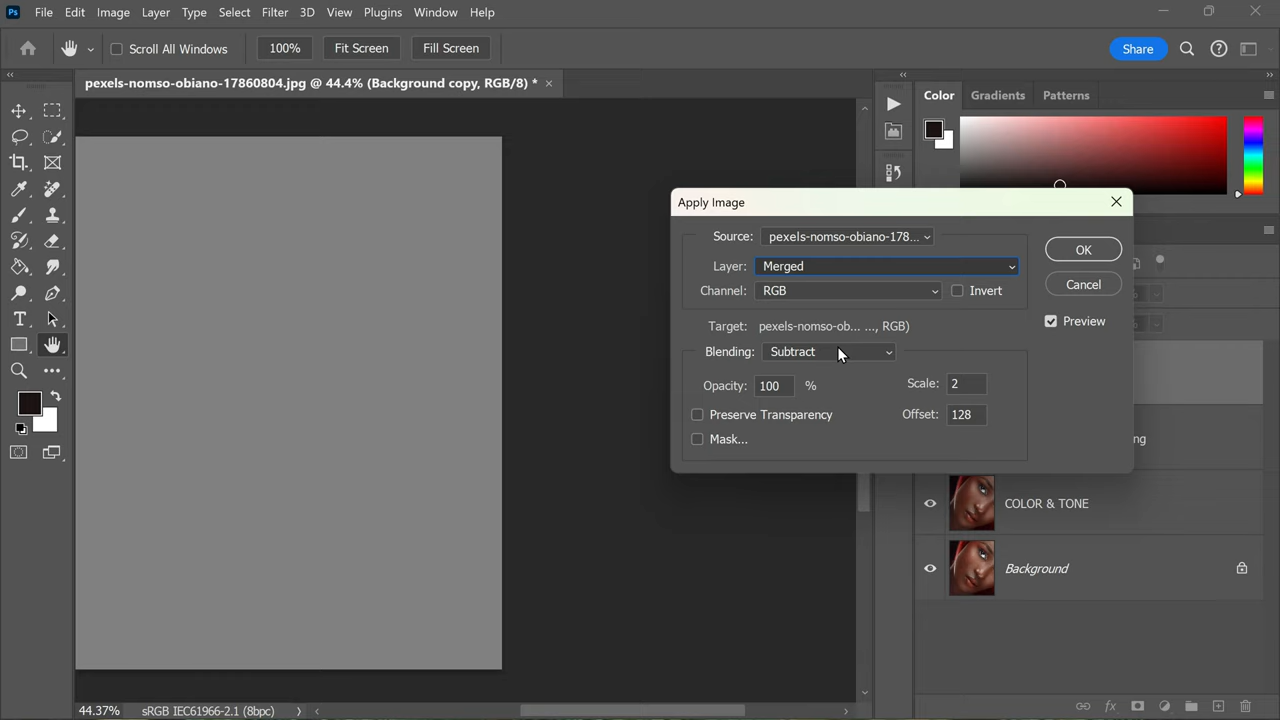 Ps File Edit Image Layer Type Select Filter 3D View Plugins Window Help
Scroll All Windows 100% Fit Screen Fill Screen Share
pexels-nomso-obiano-17860804.jpg @ 44.4% (Background copy, RGB/8) *
Color Gradients Patterns
Apply Image
Source: pexels-nomso-obiano-178...
OK
Layer: Merged
Cancel
Channel: RGB Invert
Preview
Target: pexels-nomso-ob... ..., RGB)
Blending: Subtract
Opacity: 100 % Scale: 2
Preserve Transparency Offset: 128
Mask...
ng
COLOR & TONE
Background
T
44.37% sRGB IEC61966-2.1 (8bpc)
fx